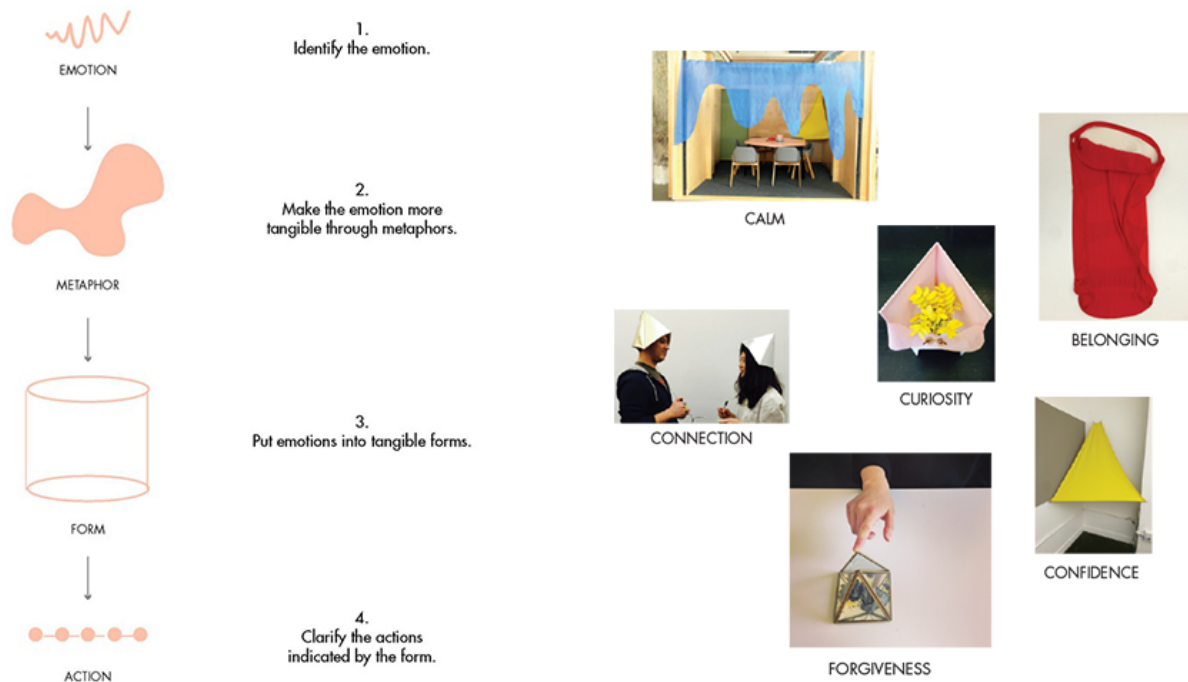 EMOTION
1.
Identify the emotion.
METAPHOR
2.
Make the emotion more
tangible through metaphors.
FORM
3.
Put emotions into tangible forms.
ACTION
4.
Clarify the actions
indicated by the form.
CALM
BELONGING
CURIOSITY
CONNECTION
CONFIDENCE
FORGIVENESS